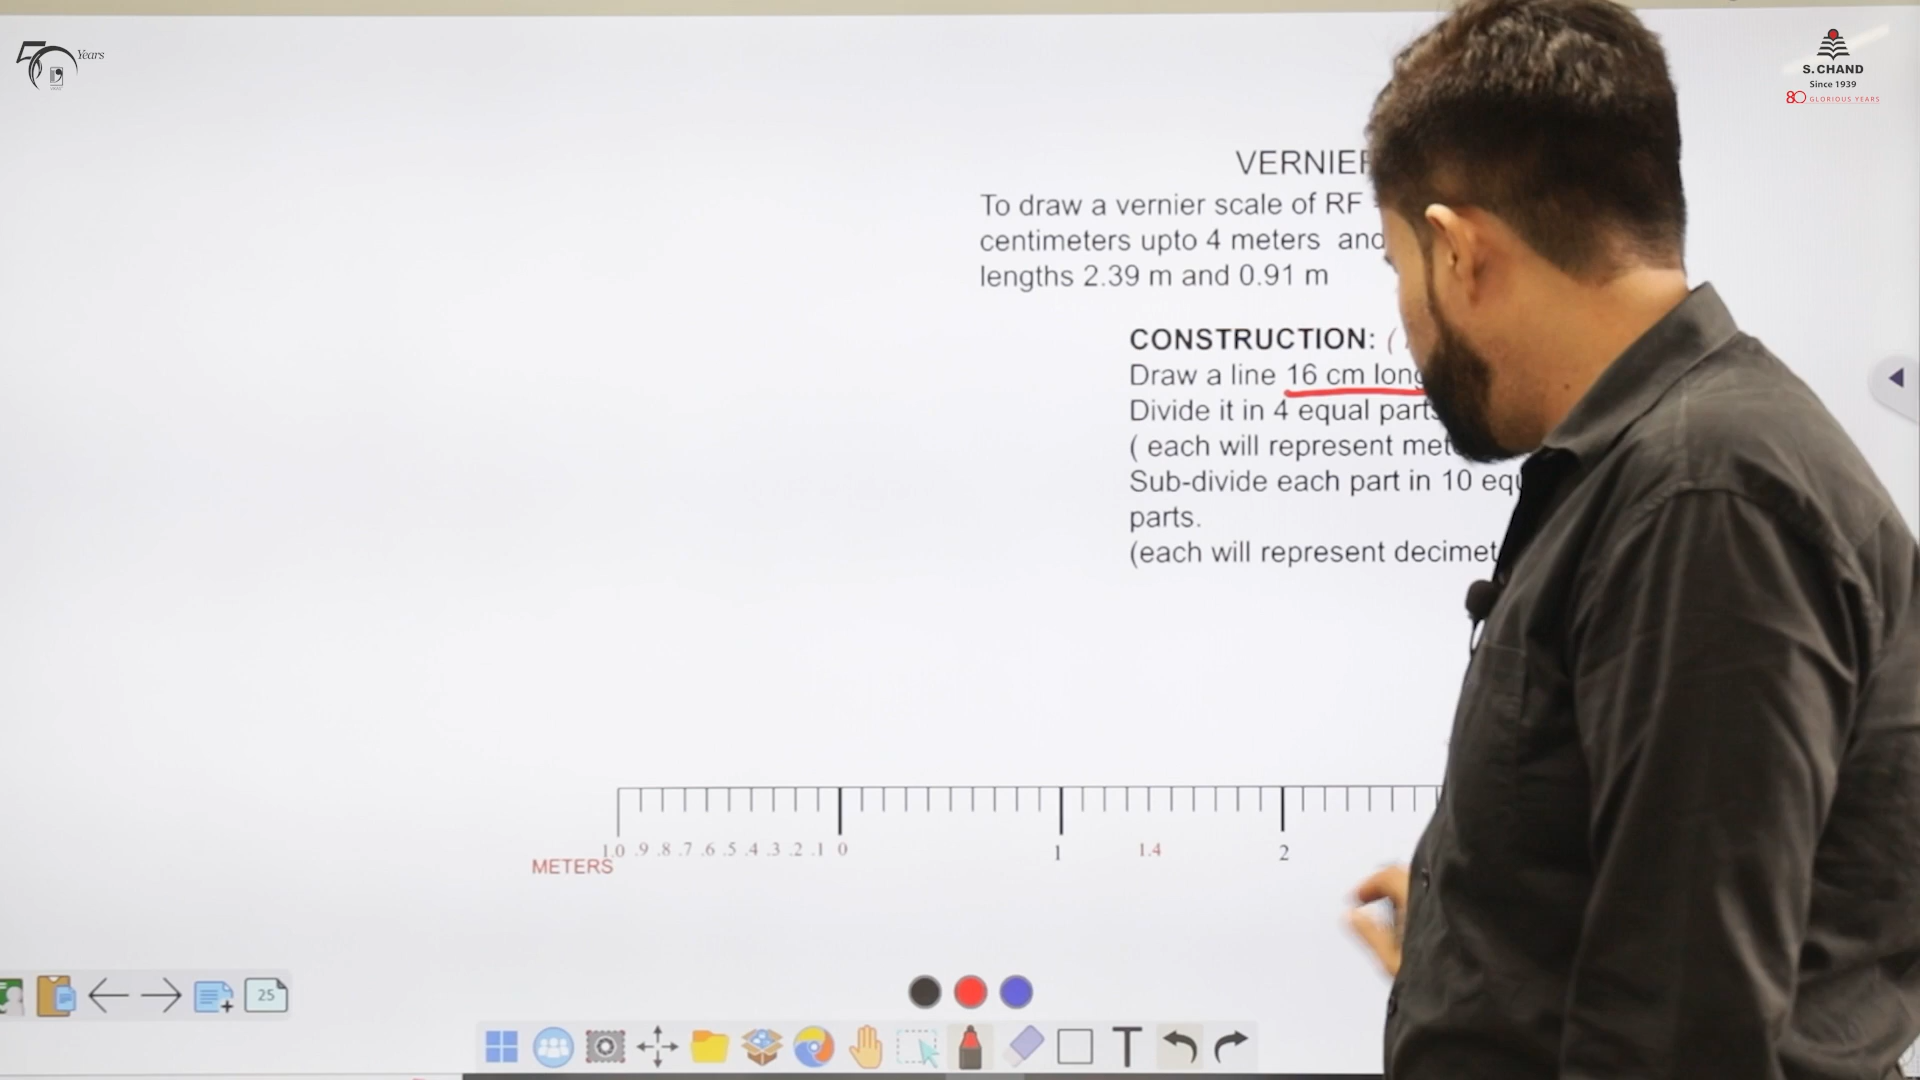 50 Years
S. CHAND
Since 1939
80 GLORIOUS YEARS
VERNIER
To draw a vernier scale of RF
centimeters upto 4 meters and
lengths 2.39 m and 0.91 m
CONSTRUCTION: (
Draw a line 16 cm long
Divide it in 4 equal parts
( each will represent
Sub-divide each part in 10
parts.
(each will represent
1.0 .9 .8 .7 .6 .5 .4 .3 .2 .1 0 1 1.4 2
METERS
25
T